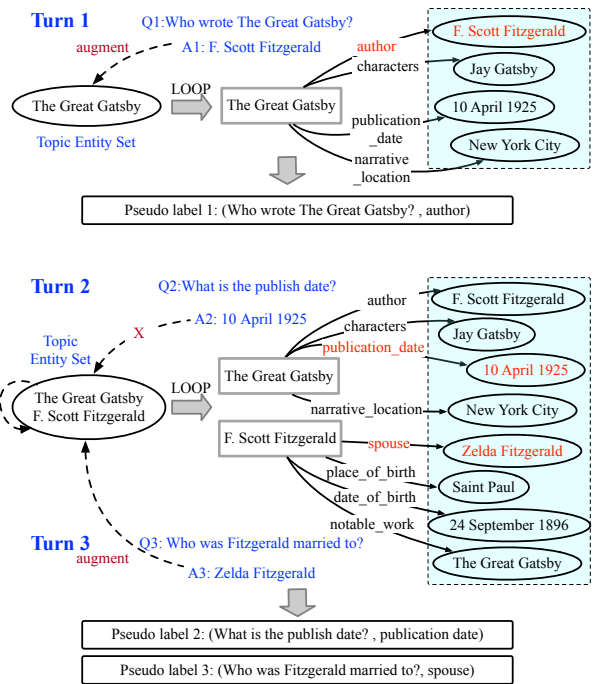 Turn 1
Q1:Who wrote The Great Gatsby?
augment
A1: F. Scott Fitzgerald
The Great Gatsby
Topic Entity Set
LOOP
The Great Gatsby
author
characters
publication
_date
narrative
_location
F. Scott Fitzgerald
Jay Gatsby
10 April 1925
New York City
Pseudo label 1: (Who wrote The Great Gatsby? , author)
Turn 2
Q2:What is the publish date?
X
A2: 10 April 1925
Topic
Entity Set
The Great Gatsby
F. Scott Fitzgerald
LOOP
The Great Gatsby
author
characters
publication_date
narrative_location
F. Scott Fitzgerald
Jay Gatsby
10 April 1925
New York City
F. Scott Fitzgerald
spouse
place_of_birth
date_of_birth
notable_work
Zelda Fitzgerald
Saint Paul
24 September 1896
The Great Gatsby
Turn 3
Q3: Who was Fitzgerald married to?
augment
A3: Zelda Fitzgerald
Pseudo label 2: (What is the publish date? , publication date)
Pseudo label 3: (Who was Fitzgerald married to?, spouse)